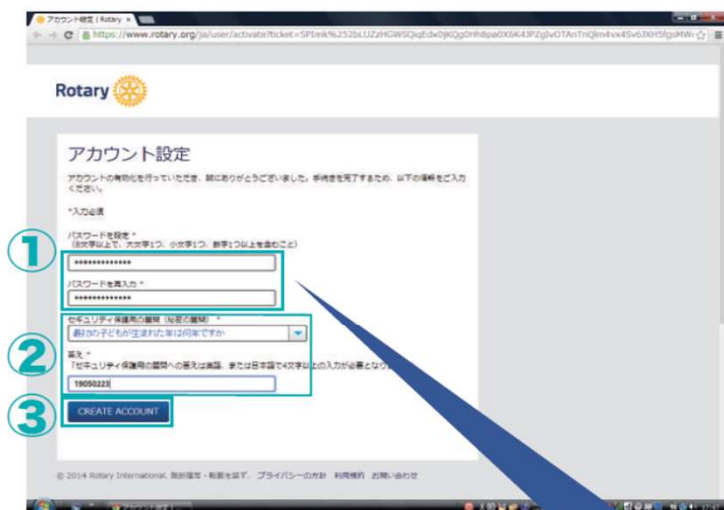 アカウント設定 | Rotary ×
https://www.rotary.org/ja/user/activate?ticket=
Rotary
アカウント設定
アカウントの有効化を行っていただき、誠にありがとうございました。手続きを完了するため、以下の情報をご入力
ください。
*入力必須
パスワードを設定 *
(8文字以上で、大文字1つ、小文字1つ、数字1つ以上を含むこと)
①
*************
パスワードを再入力 *
*************
セキュリティ保護用の質問（秘密の質問） *
最初の子どもが生まれた年は何年ですか
②
答え *
「セキュリティ保護用の質問への答えは英語、または日本語で4文字以上の入力が必要となり
19050223
③
CREATE ACCOUNT
© 2014 Rotary International. 無断複写・転載を禁ず。 プライバシーの方針 利用規約 お問い合わせ
アカウント設定 |
17:47